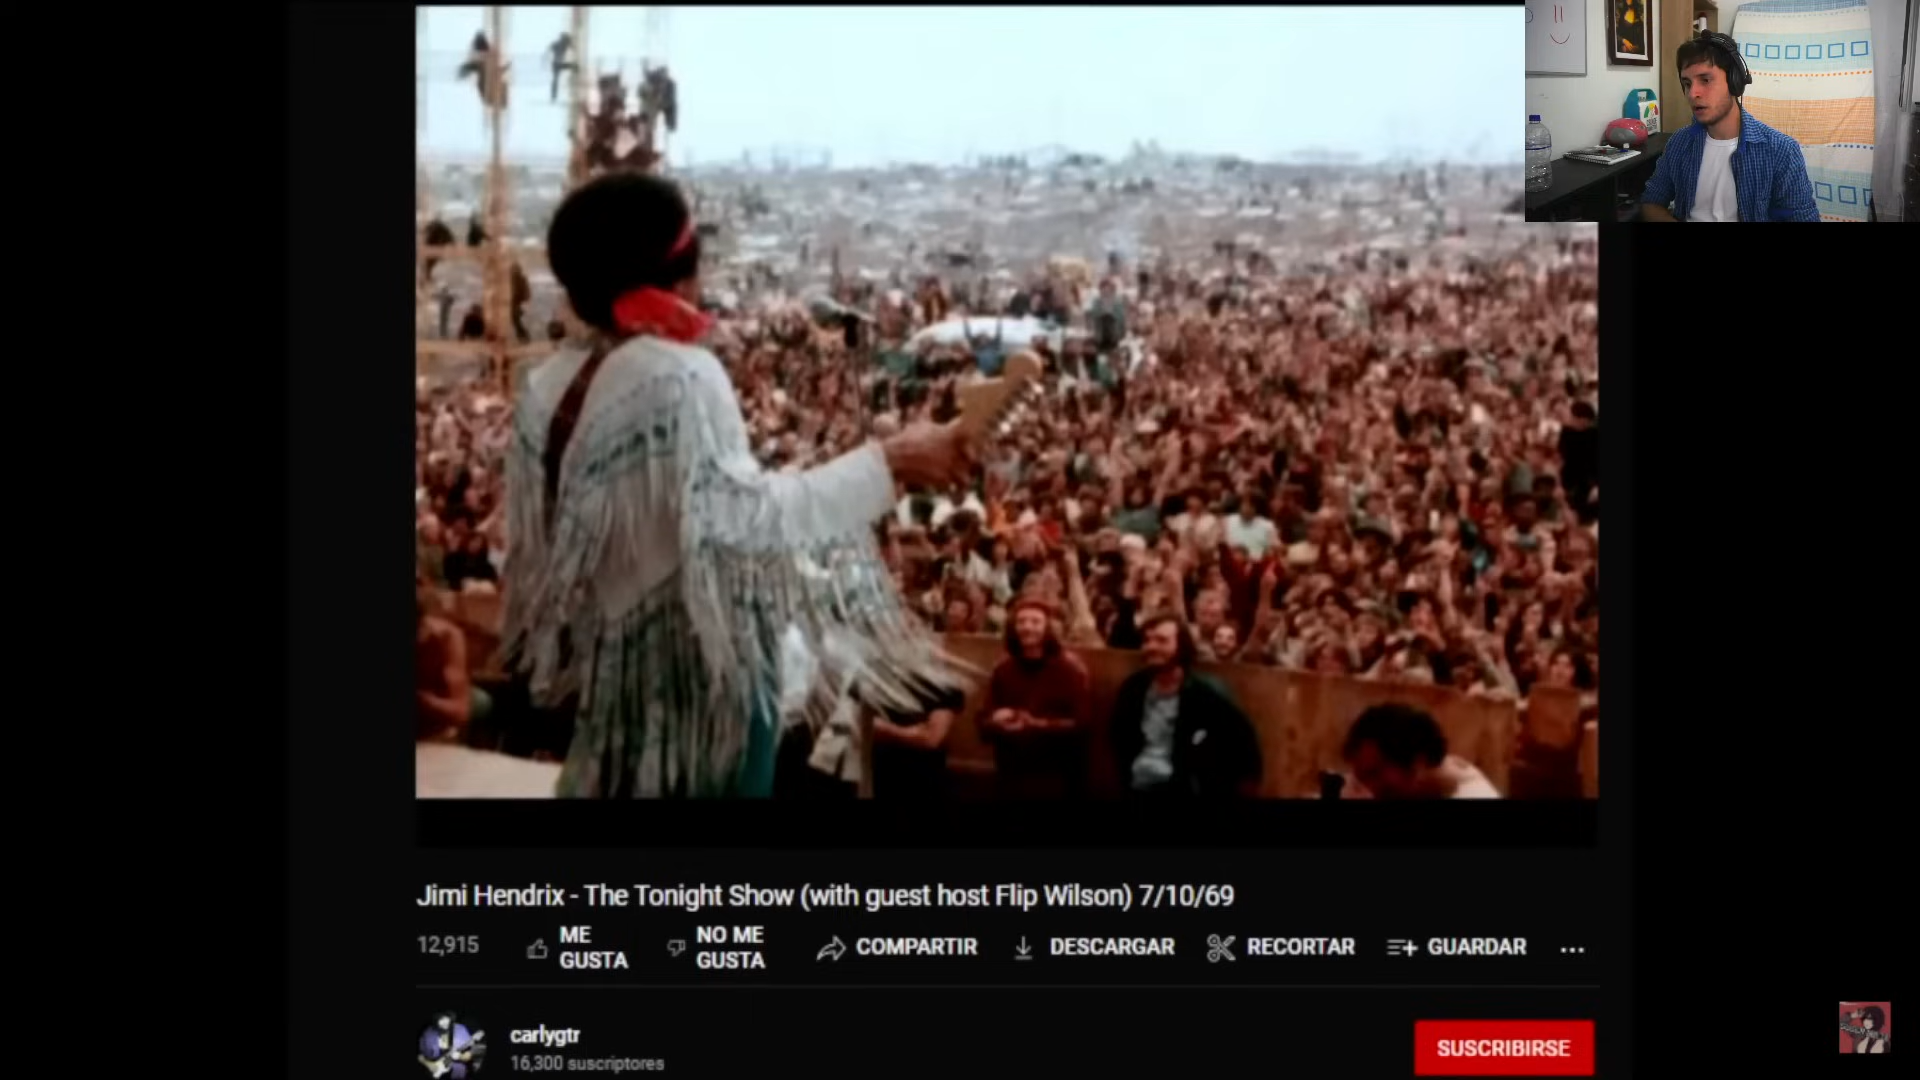 Jimi Hendrix - The Tonight Show (with guest host Flip Wilson) 7/10/69
12,915
ME
GUSTA
NO ME
GUSTA
COMPARTIR
DESCARGAR
RECORTAR
GUARDAR
carlygtr
16,300 suscriptores
SUSCRIBIRSE